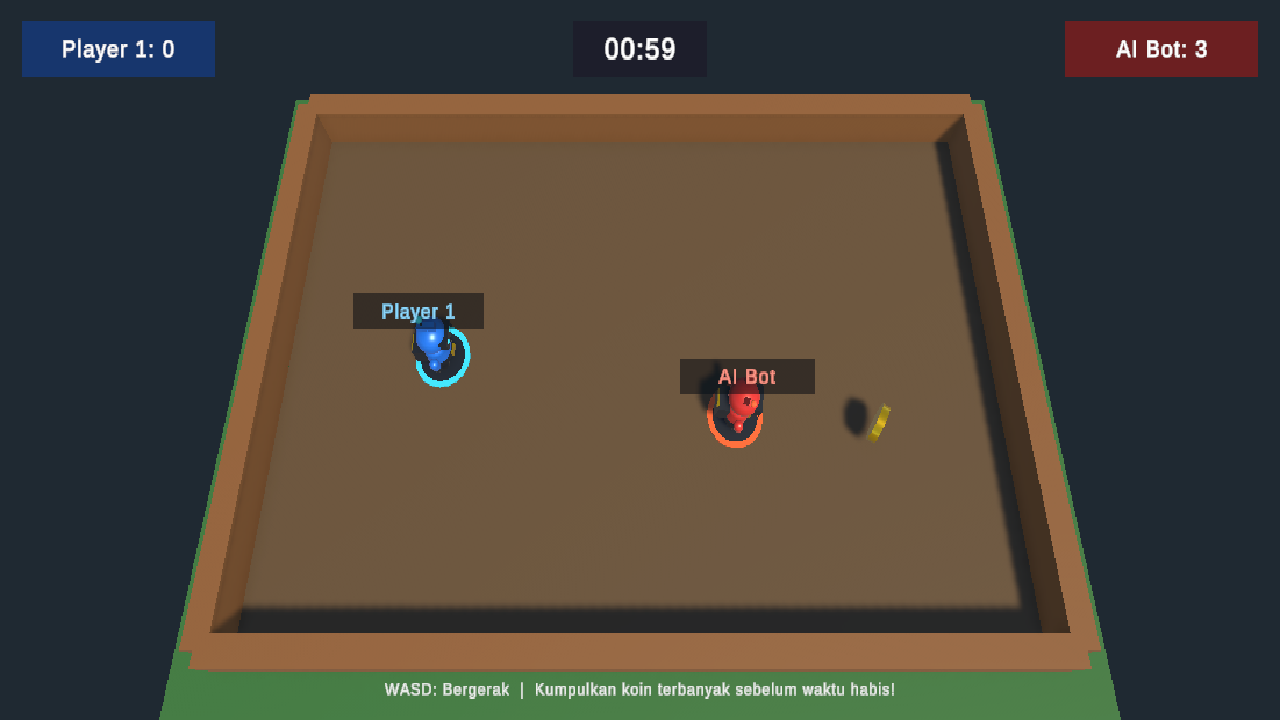 Player 1: 0
00:59
AI Bot: 3
Player 1
AI Bot
WASD: Bergerak | Kumpulkan koin terbanyak sebelum waktu habis!